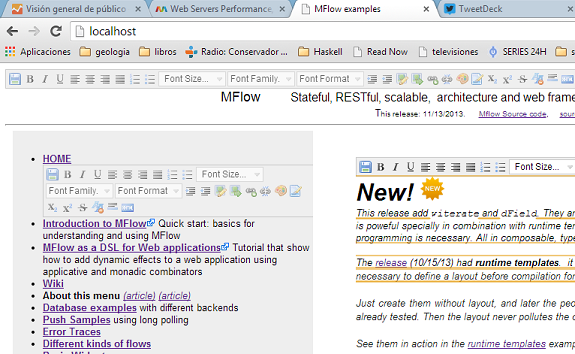 Visión general de público
Web Servers Performance,
MFlow examples
TweetDeck
localhost
Aplicaciones geologia libros Radio: Conservador ... Haskell Read Now televisiones SERIES 24H
Font Size... Font Family. Font Format
MFlow Stateful, RESTful, scalable, architecture and web frame
This release: 11/13/2013. MFlow Source code, sour
HOME
Font Size...
Font Family. Font Format
Introduction to MFlow Quick start: basics for
understanding and using MFlow
MFlow as a DSL for Web applications Tutorial that show
how to add dynamic effects to a web application using
applicative and monadic combinators
Wiki
About this menu (article) (article)
Database examples with different backends
Push Samples using long polling
Error Traces
Different kinds of flows
Font Size...
New! NEW
This release add witerate and dField. They ar
is powerful specially in combination with runtime tem
programming is necessary. All in composable, type
The release (10/15/13) had runtime templates. it
necessary to define a layout before compilation for
Just create them without layout, and later the peo
already tested. Then the layout never pollutes the c
See them in action in the runtime templates examp